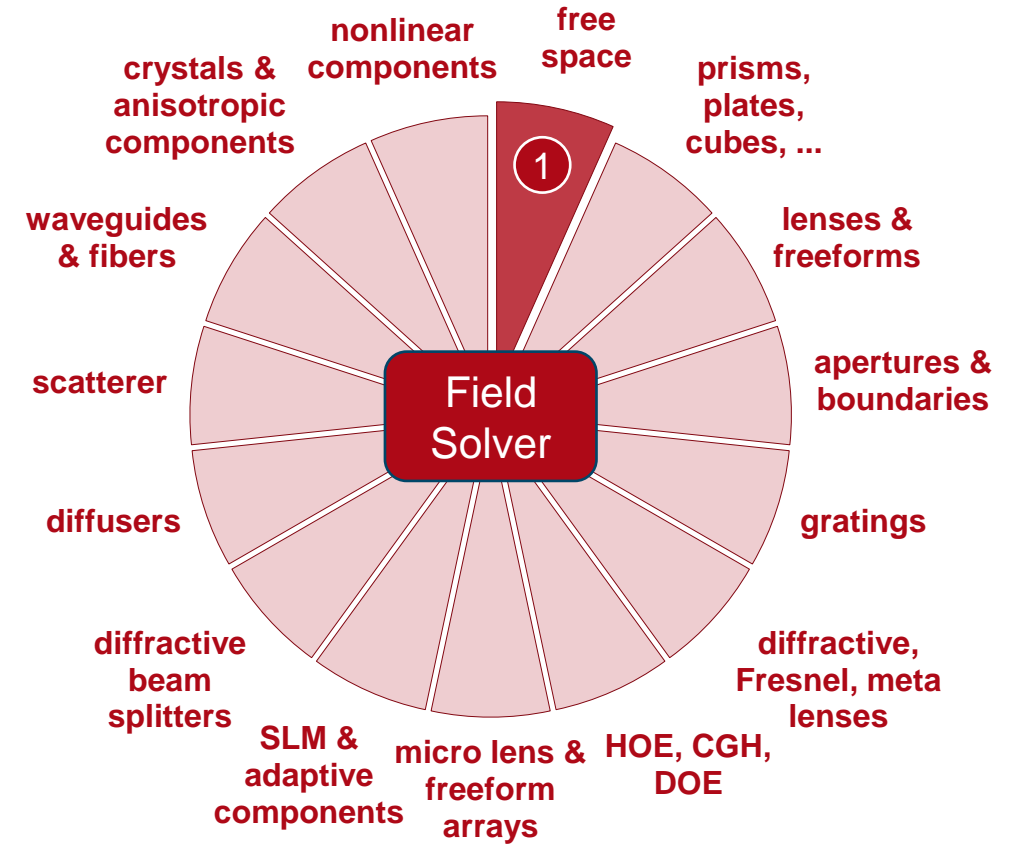 nonlinear
components
free
space
prisms,
plates,
cubes, ...
lenses &
freeforms
apertures &
boundaries
gratings
diffractive,
Fresnel, meta
lenses
HOE, CGH,
DOE
micro lens &
freeform
arrays
SLM &
adaptive
components
diffractive
beam
splitters
diffusers
scatterer
waveguides
& fibers
crystals &
anisotropic
components
1
Field
Solver